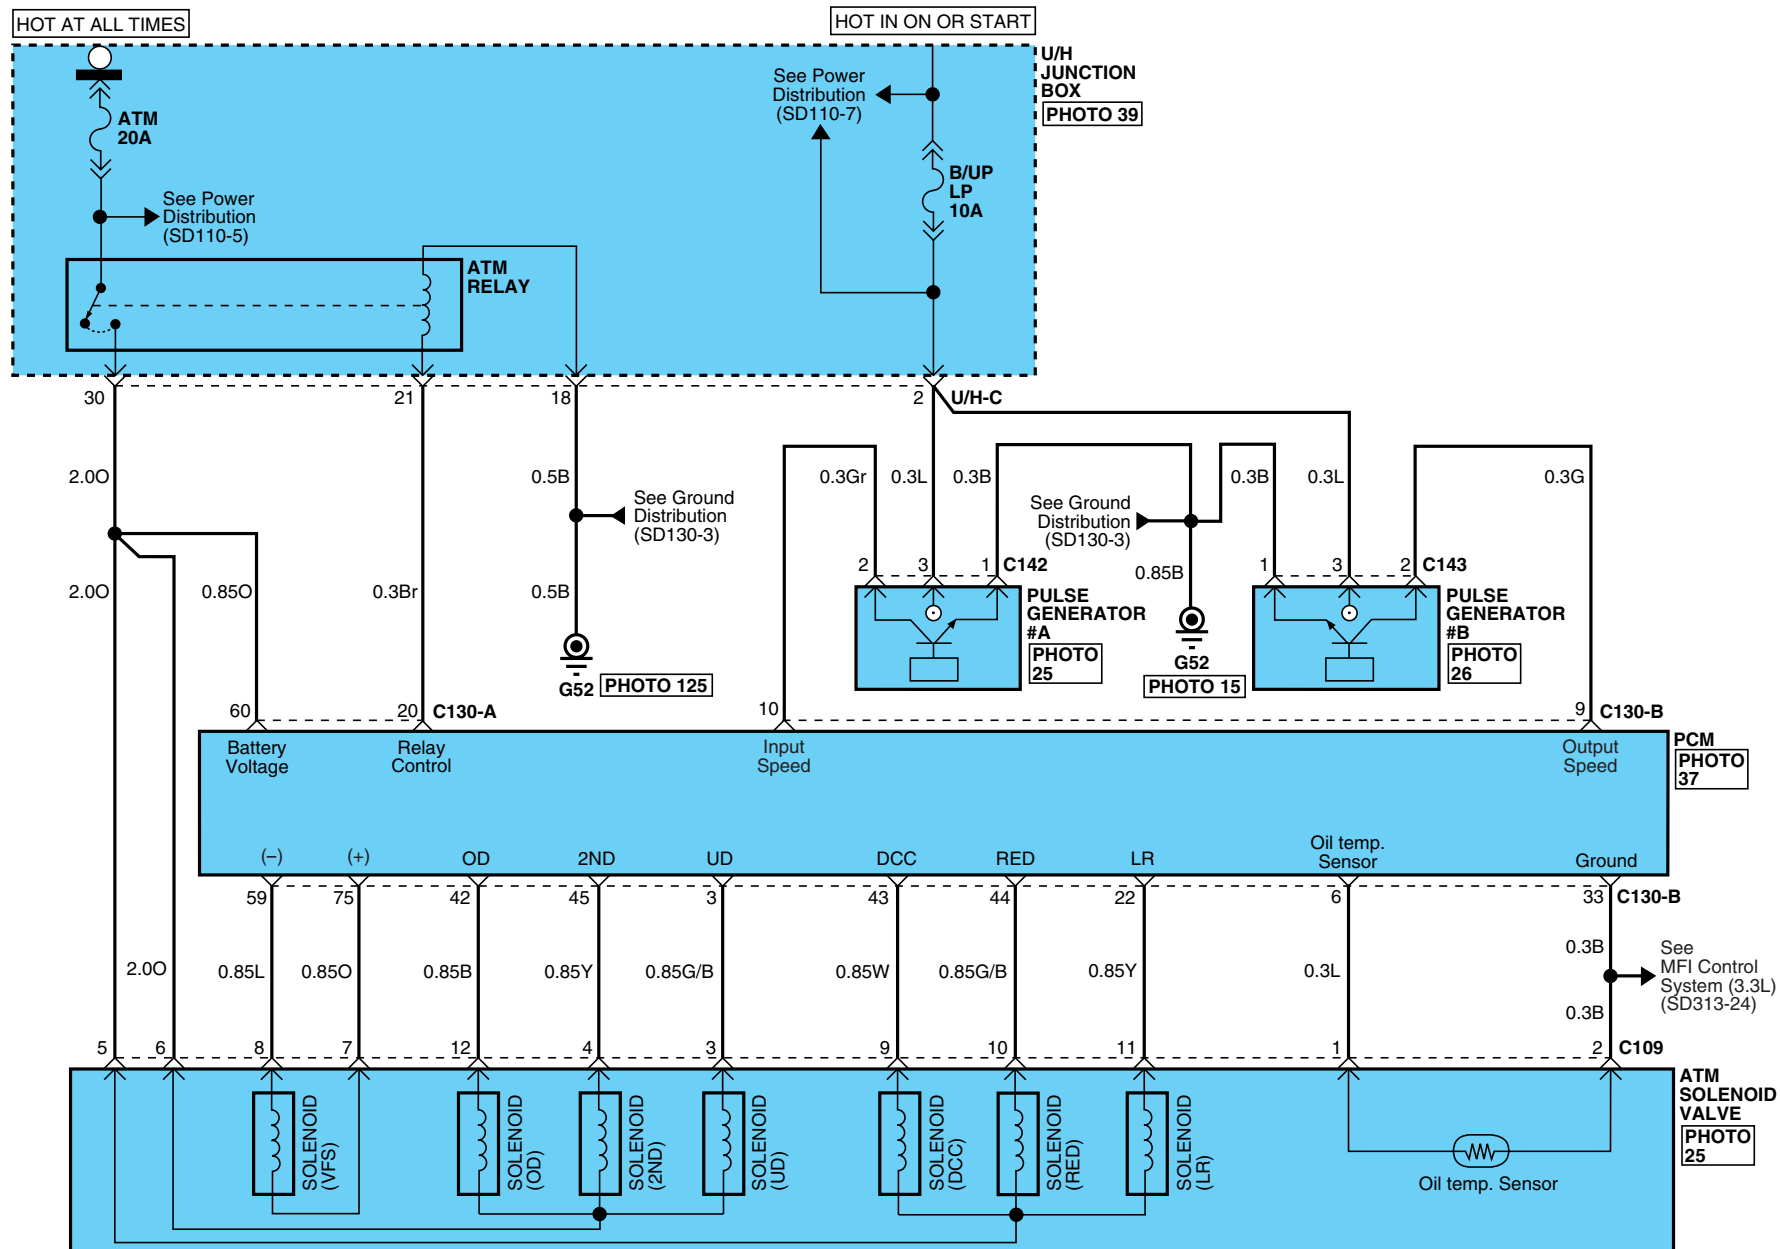 HOT AT ALL TIMES
HOT IN ON OR START
U/H
JUNCTION
BOX
PHOTO 39
ATM
20A
See Power
Distribution
(SD110-5)
See Power
Distribution
(SD110-7)
B/UP
LP
10A
ATM
RELAY
30
21
18
2
U/H-C
2.0O
0.5B
See Ground
Distribution
(SD130-3)
0.3Gr
0.3L
0.3B
See Ground
Distribution
(SD130-3)
0.3B
0.3L
0.3G
2.0O
0.85O
0.3Br
0.5B
2
3
1
C142
0.85B
1
3
2
C143
PULSE
GENERATOR
#A
PHOTO
25
PULSE
GENERATOR
#B
PHOTO
26
G52
PHOTO 125
G52
PHOTO 15
60
20
C130-A
10
9
C130-B
Battery
Voltage
Relay
Control
Input
Speed
Output
Speed
PCM
PHOTO
37
(–)
(+)
OD
2ND
UD
DCC
RED
LR
Oil temp.
Sensor
Ground
59
75
42
45
3
43
44
22
6
33
C130-B
2.0O
0.85L
0.85O
0.85B
0.85Y
0.85G/B
0.85W
0.85G/B
0.85Y
0.3L
0.3B
See
MFI Control
System (3.3L)
(SD313-24)
0.3B
5
6
8
7
12
4
3
9
10
11
1
2
C109
ATM
SOLENOID
VALVE
PHOTO
25
SOLENOID
(VFS)
SOLENOID
(OD)
SOLENOID
(2ND)
SOLENOID
(UD)
SOLENOID
(DCC)
SOLENOID
(RED)
SOLENOID
(LR)
Oil temp. Sensor